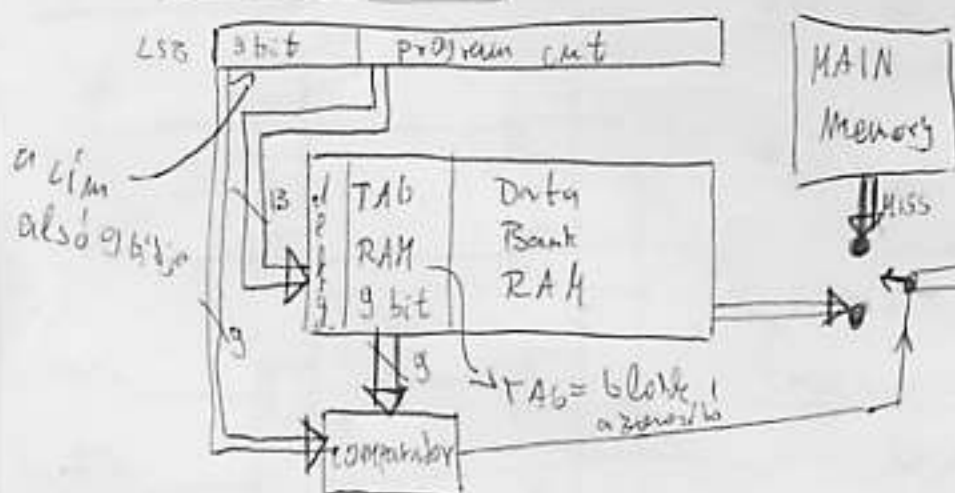 LSB 9 bit program cnt
MAIN
Memory
MISS
a cím
alsó 9 bitje
13
TAG
RAM
9 bit
Data
Bank
RAM
9
9
TAG = blokk
azonosító
comparator